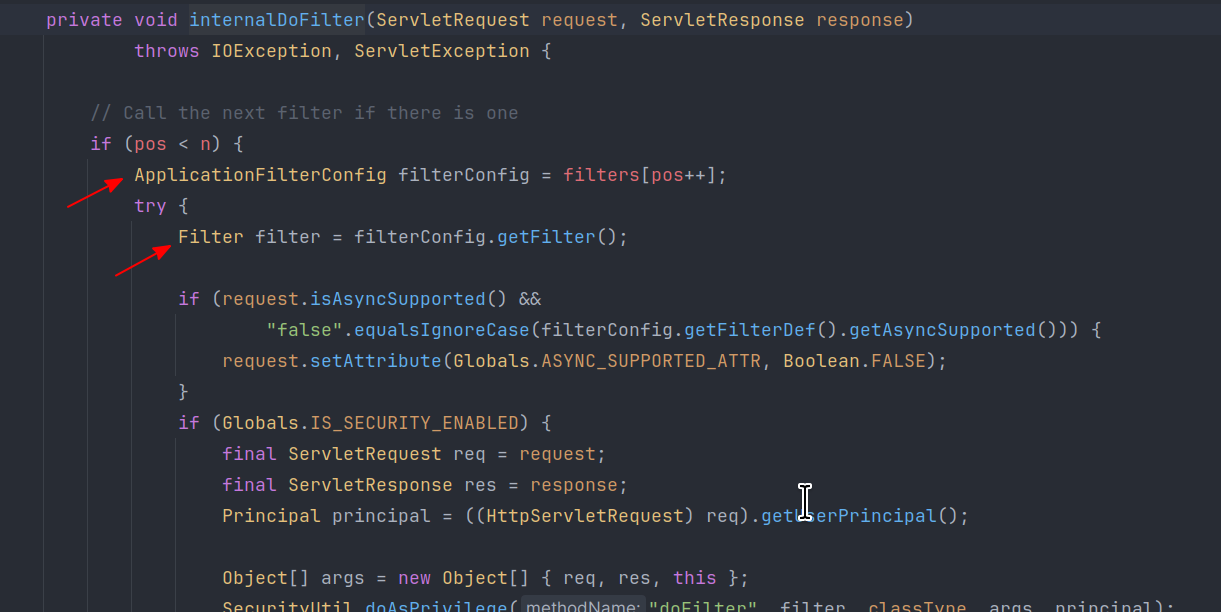 private void internalDoFilter(ServletRequest request, ServletResponse response)
throws IOException, ServletException {
// Call the next filter if there is one
if (pos < n) {
ApplicationFilterConfig filterConfig = filters[pos++];
try {
Filter filter = filterConfig.getFilter();
if (request.isAsyncSupported() &&
"false".equalsIgnoreCase(filterConfig.getFilterDef().getAsyncSupported())) {
request.setAttribute(Globals.ASYNC_SUPPORTED_ATTR, Boolean.FALSE);
}
if (Globals.IS_SECURITY_ENABLED) {
final ServletRequest req = request;
final ServletResponse res = response;
Principal principal = ((HttpServletRequest) req).getUserPrincipal();
Object[] args = new Object[] { req, res, this };
SecurityUtil.doAsPrivilege( methodName: "doFilter", filter, classType, args, principal);